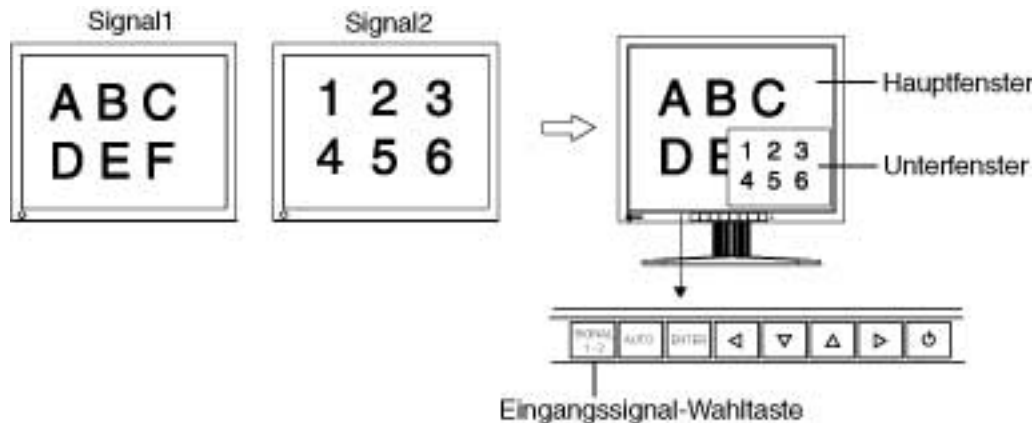 Signal1
Signal2
A B C
D E F
1 2 3
4 5 6
A B C
D E
1 2 3
4 5 6
Hauptfenster
Unterfenster
SIGNAL
1-2
AUTO
ENTER
Eingangssignal-Wahltaste